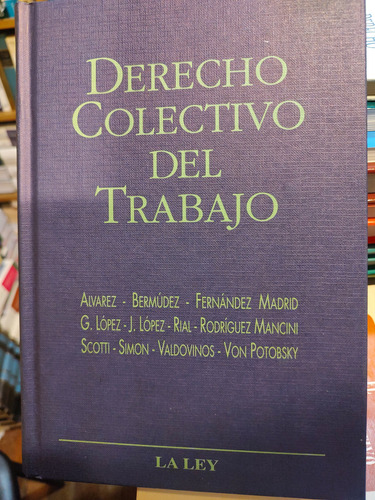 DERECHO
COLECTIVO
DEL
TRABAJO
ALVAREZ - BERMÚDEZ - FERNÁNDEZ MADRID
G. LÓPEZ - J. LÓPEZ - RIAL - RODRÍGUEZ MANCINI
SCOTTI - SIMON - VALDOVINOS - VON POTOBSKY
LA LEY